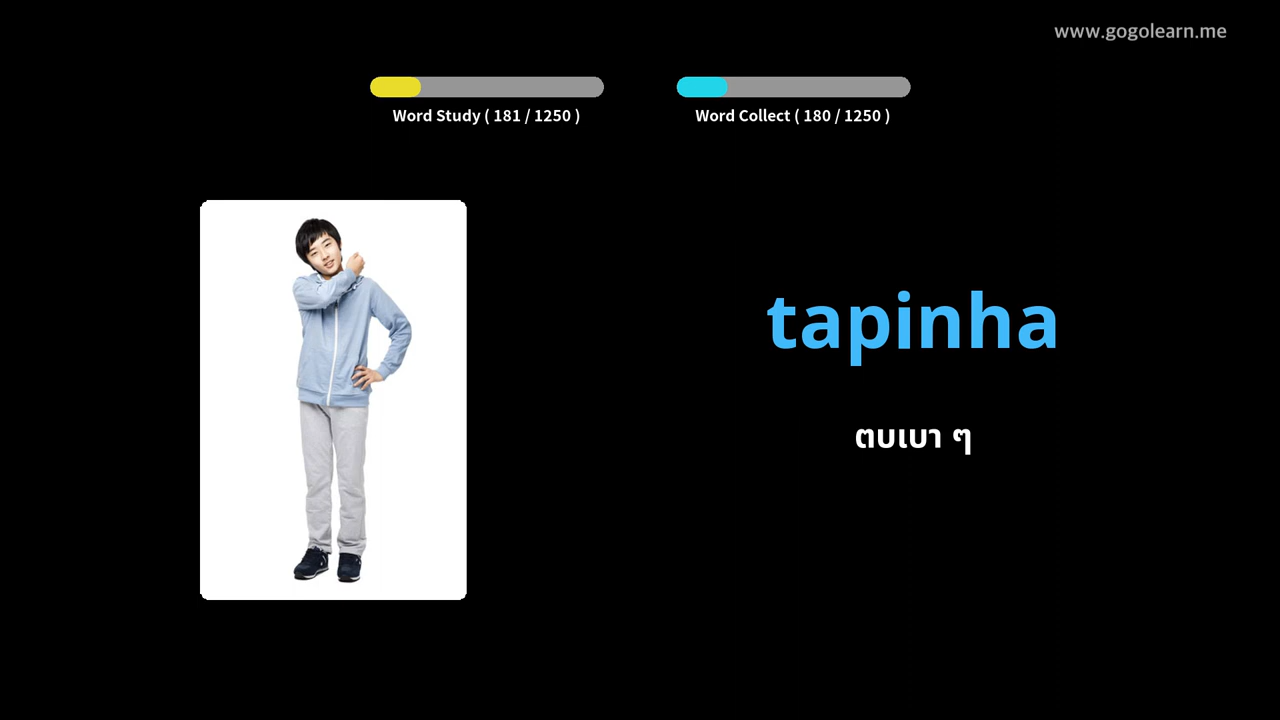 www.gogolearn.me
Word Study ( 181 / 1250 )
Word Collect ( 180 / 1250 )
tapinha
ตบเบา ๆ